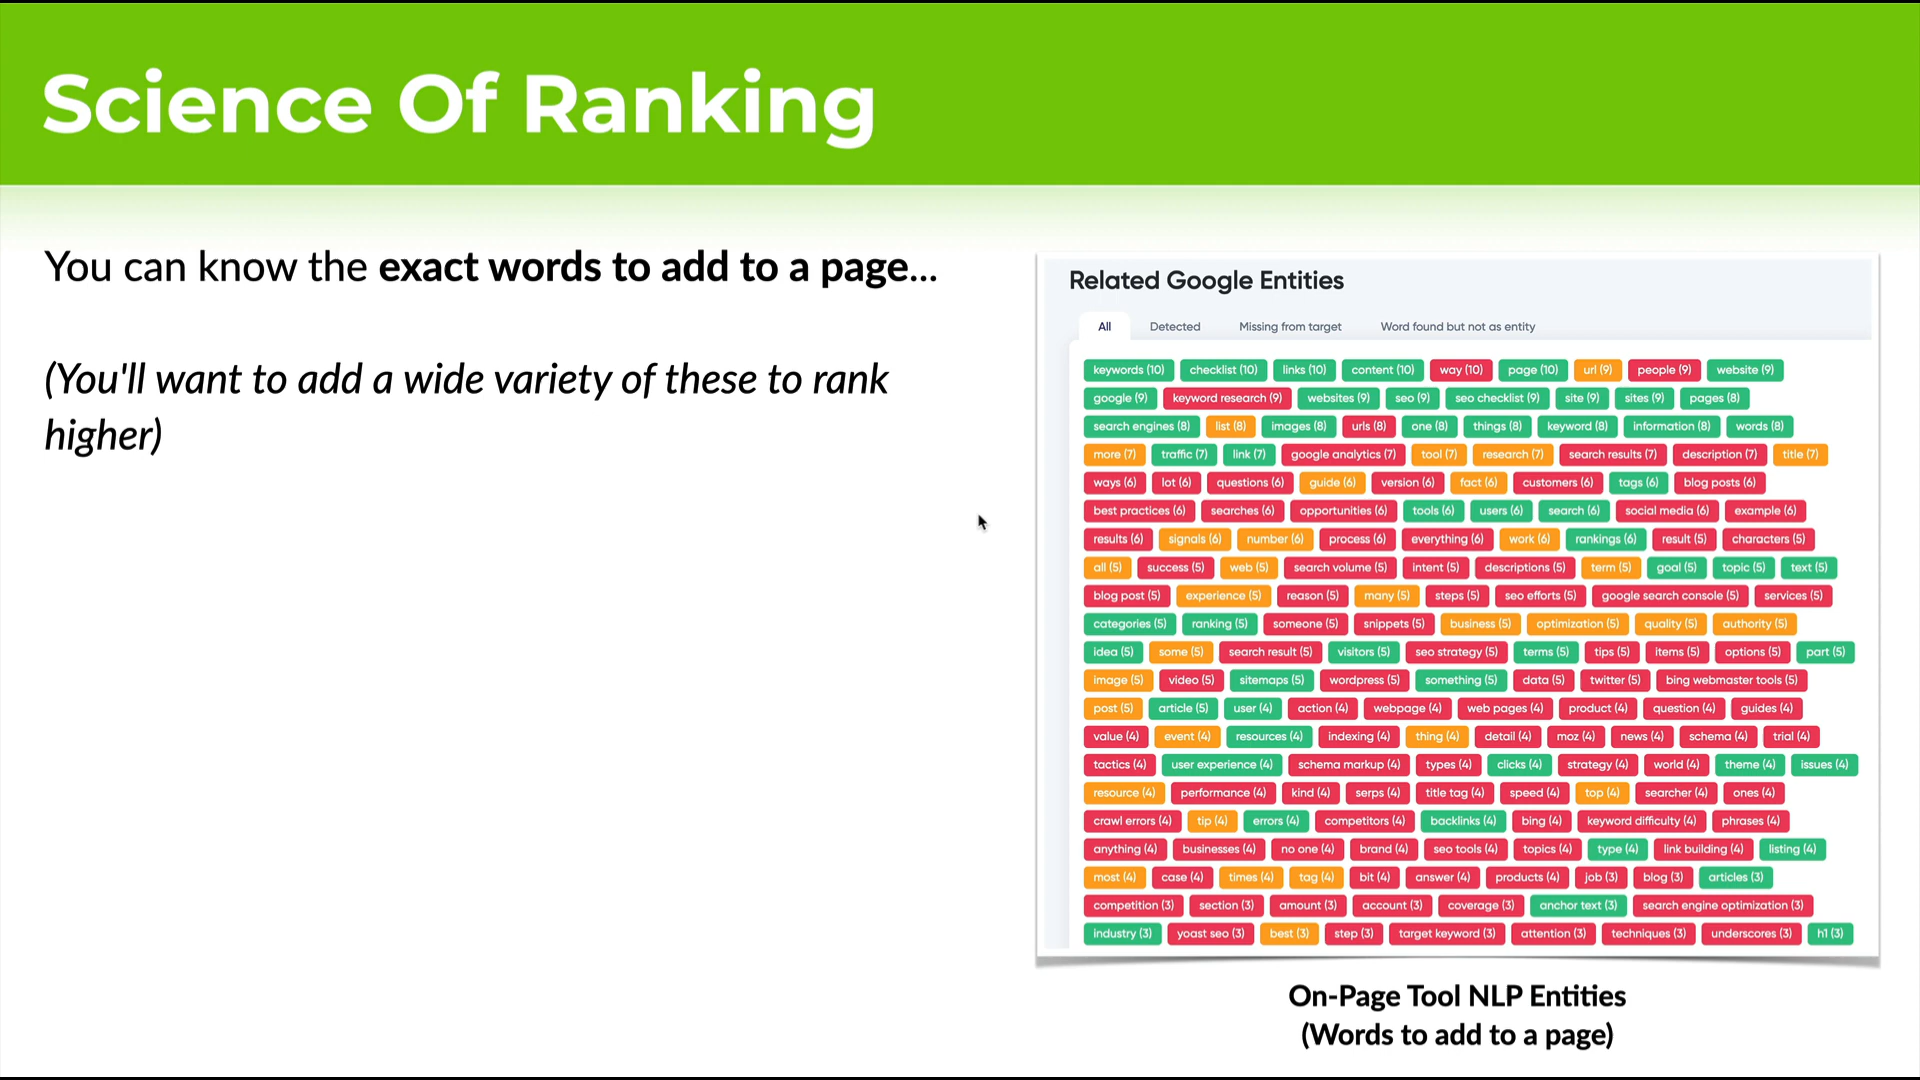 Science Of Ranking
You can know the exact words to add to a page...
(You'll want to add a wide variety of these to rank
higher)
Related Google Entities
All Detected Missing from target Word found but not as entity
keywords (10) checklist (10) links (10) content (10) way (10) page (10) url (9) people (9) website (9)
google (9) keyword research (9) websites (9) seo (9) seo checklist (9) site (9) sites (9) pages (8)
search engines (8) list (8) images (8) urls (8) one (8) things (8) keyword (8) information (8) words (8)
more (7) traffic (7) link (7) google analytics (7) tool (7) research (7) search results (7) description (7) title (7)
ways (6) lot (6) questions (6) guide (6) version (6) fact (6) customers (6) tags (6) blog posts (6)
best practices (6) searches (6) opportunities (6) tools (6) users (6) search (6) social media (6) example (6)
results (6) signals (6) number (6) process (6) everything (6) work (6) rankings (6) result (5) characters (5)
all (5) success (5) web (5) search volume (5) intent (5) descriptions (5) term (5) goal (5) topic (5) text (5)
blog post (5) experience (5) reason (5) many (5) steps (5) seo efforts (5) google search console (5) services (5)
categories (5) ranking (5) someone (5) snippets (5) business (5) optimization (5) quality (5) authority (5)
idea (5) some (5) search result (5) visitors (5) seo strategy (5) terms (5) tips (5) items (5) options (5) part (5)
image (5) video (5) sitemaps (5) wordpress (5) something (5) data (5) twitter (5) bing webmaster tools (5)
post (5) article (5) user (4) action (4) webpage (4) web pages (4) product (4) question (4) guides (4)
value (4) event (4) resources (4) indexing (4) thing (4) detail (4) moz (4) news (4) schema (4) trial (4)
tactics (4) user experience (4) schema markup (4) types (4) clicks (4) strategy (4) world (4) theme (4) issues (4)
resource (4) performance (4) kind (4) serps (4) title tag (4) speed (4) top (4) searcher (4) ones (4)
crawl errors (4) tip (4) errors (4) competitors (4) backlinks (4) bing (4) keyword difficulty (4) phrases (4)
anything (4) businesses (4) no one (4) brand (4) seo tools (4) topics (4) type (4) link building (4) listing (4)
most (4) case (4) times (4) tag (4) bit (4) answer (4) products (4) job (3) blog (3) articles (3)
competition (3) section (3) amount (3) account (3) coverage (3) anchor text (3) search engine optimization (3)
industry (3) yoast seo (3) best (3) step (3) target keyword (3) attention (3) techniques (3) underscores (3) h1 (3)
On-Page Tool NLP Entities
(Words to add to a page)